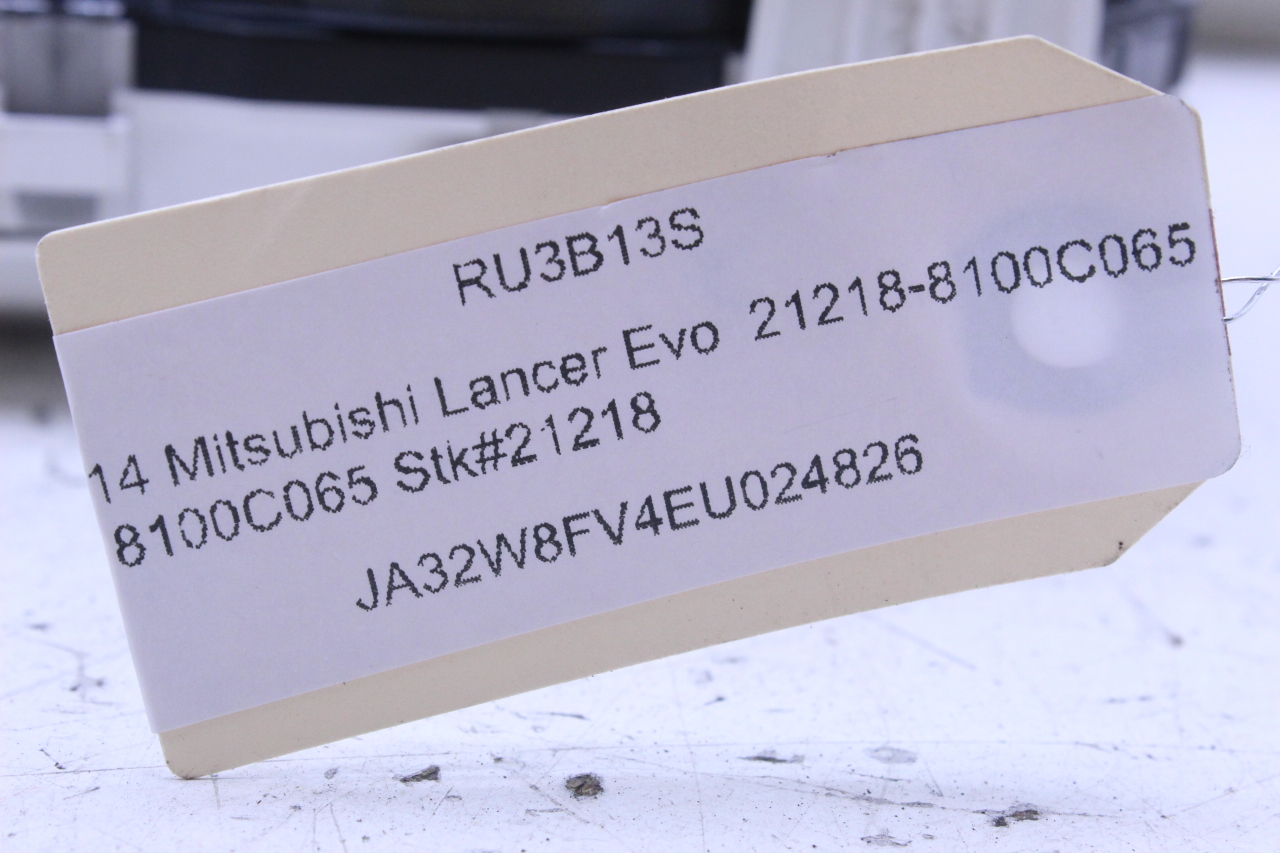 RU3B13S
14 Mitsubishi Lancer Evo 21218-8100C065
8100C065 Stk#21218
JA32W8FV4EU024826